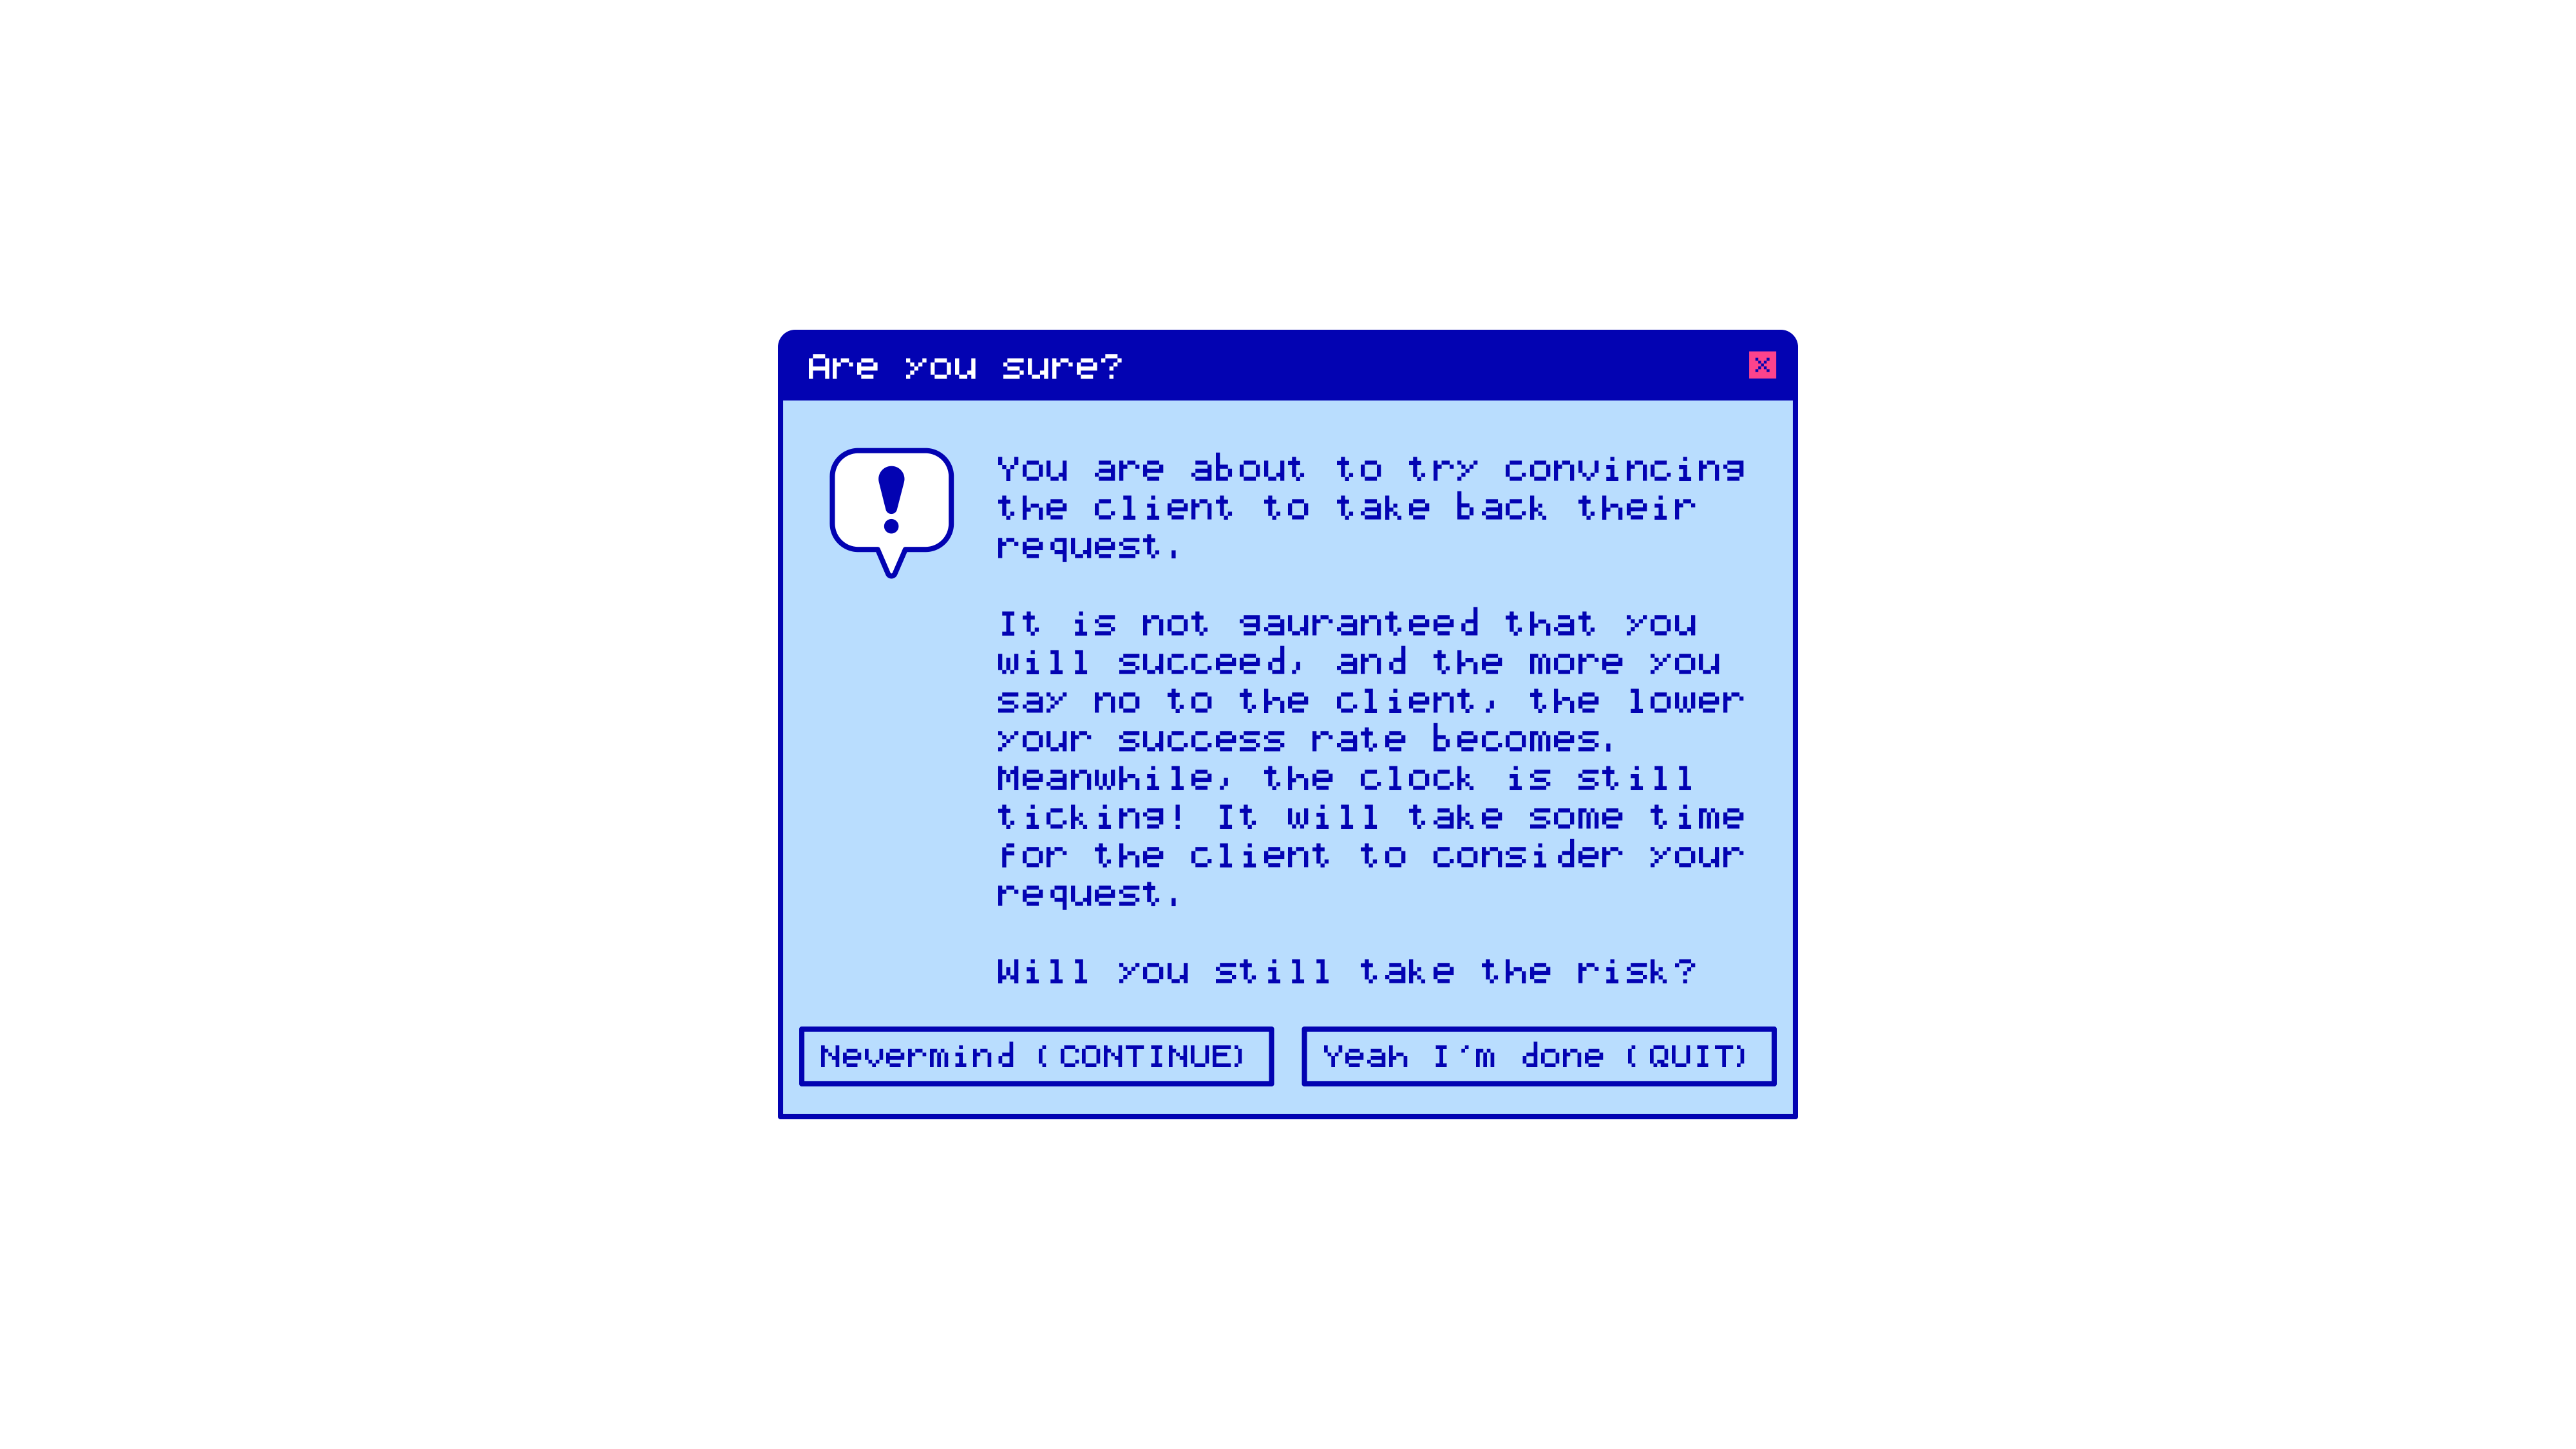 Are you sure?
You are about to try convincing
the client to take back their
request.
It is not gauranteed that you
will succeed, and the more you
say no to the client, the lower
your success rate becomes.
Meanwhile, the clock is still
ticking! It will take some time
for the client to consider your
request.
Will you still take the risk?
Nevermind (CONTINUE)
Yeah I'm done (QUIT)